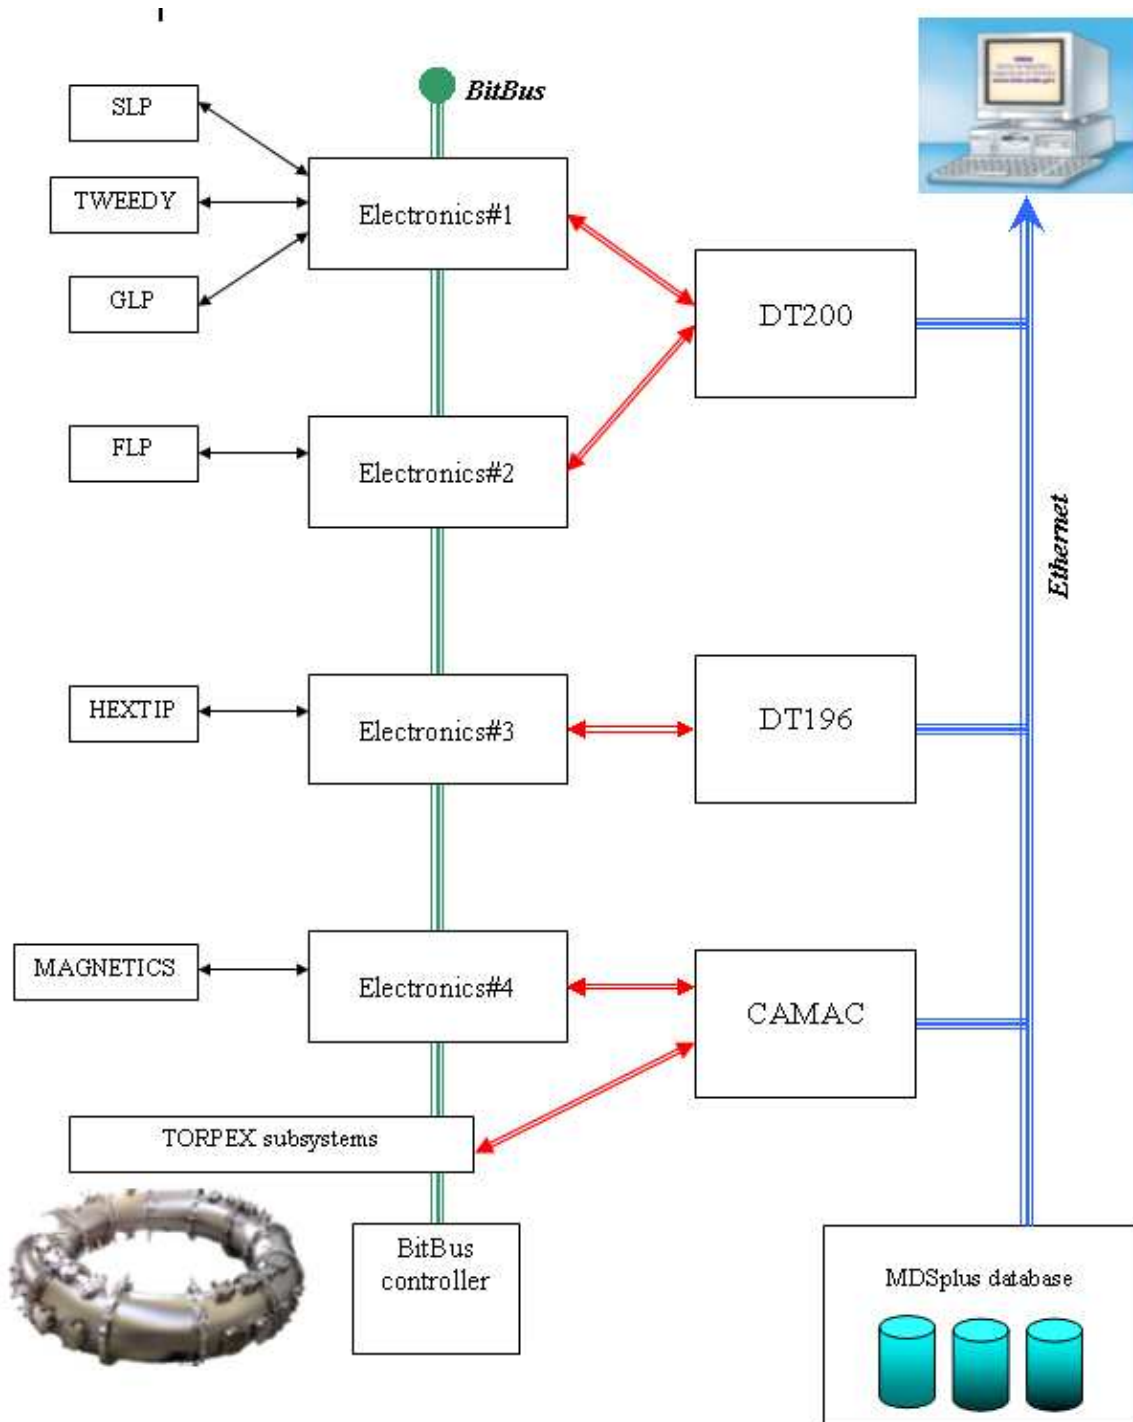 BitBus
SLP
TWEEDY
GLP
Electronics#1
DT200
FLP
Electronics#2
Ethernet
HEXTIP
Electronics#3
DT196
MAGNETICS
Electronics#4
CAMAC
TORPEX subsystems
BitBus
controller
MDSplus database